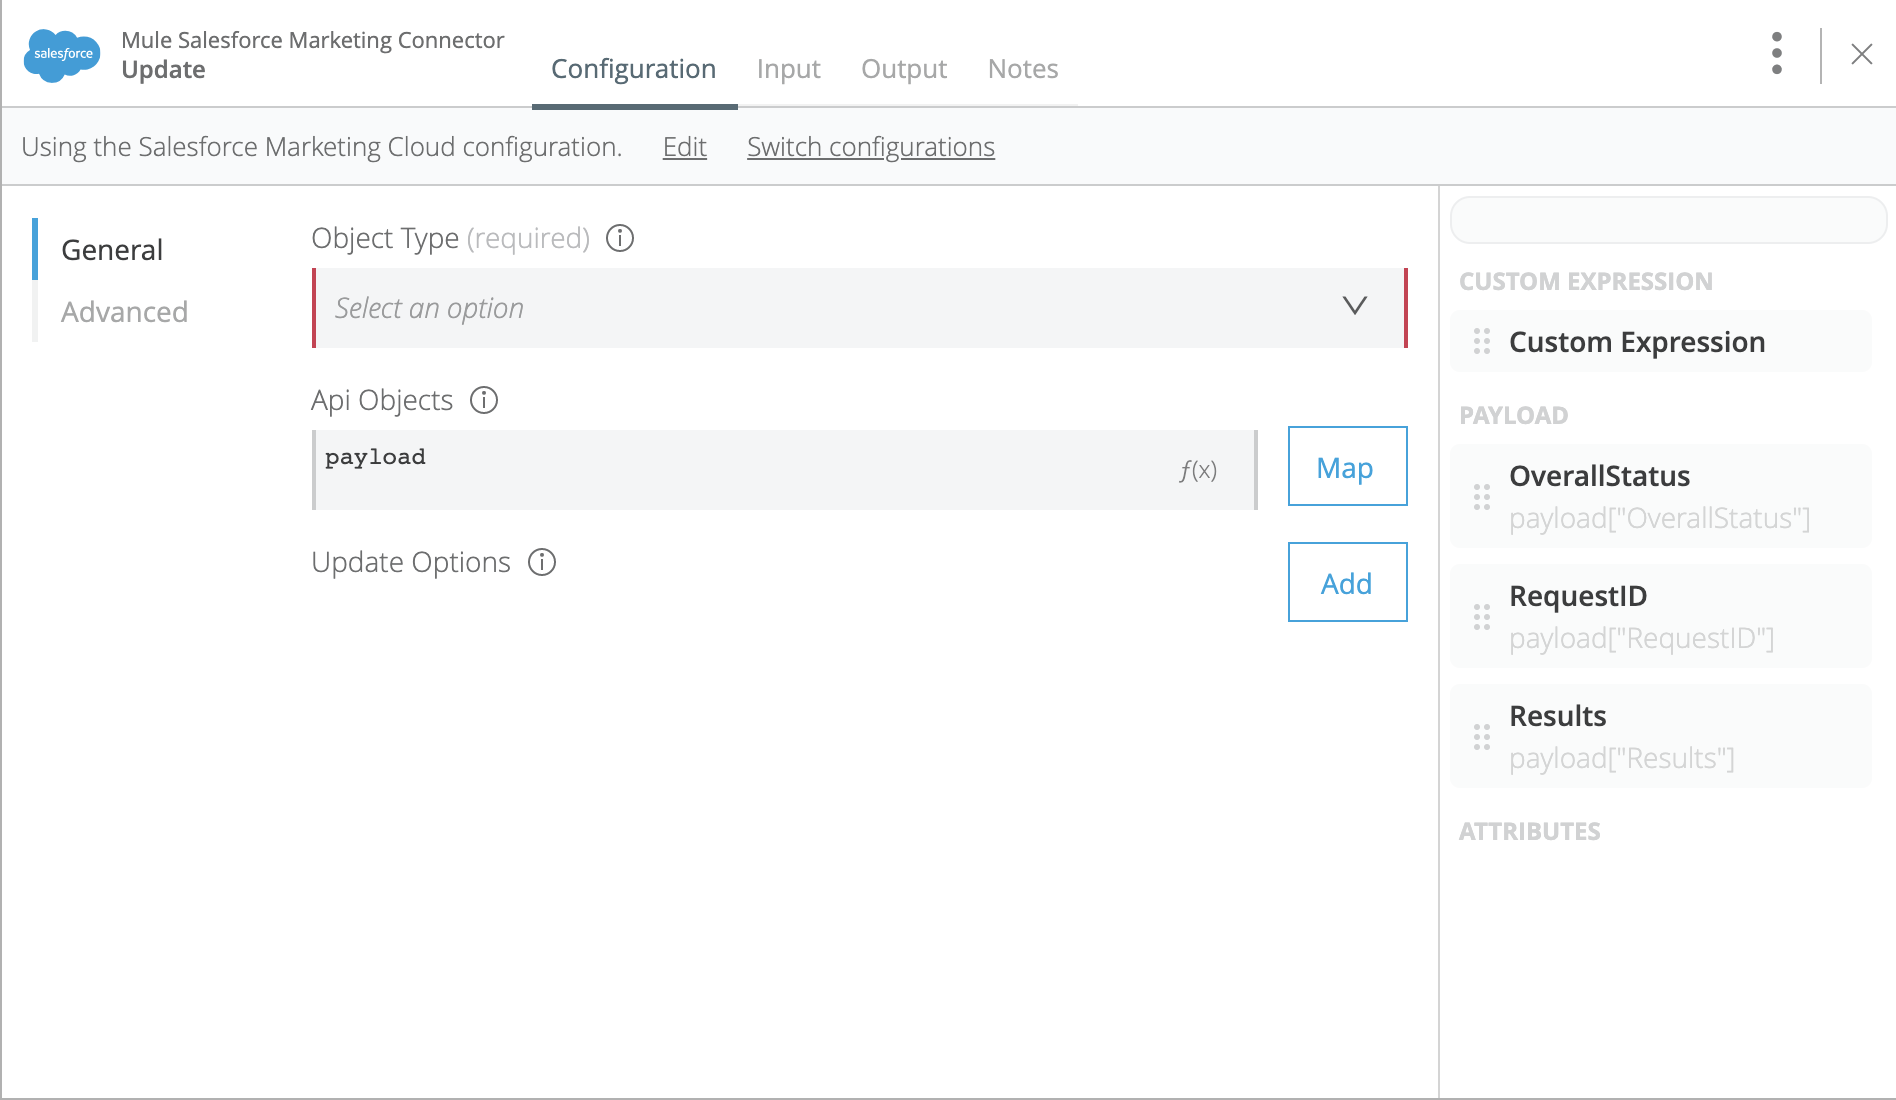 salesforce
Mule Salesforce Marketing Connector
Update
Configuration
Input
Output
Notes
Using the Salesforce Marketing Cloud configuration.
Edit
Switch configurations
General
Advanced
Object Type (required)
Select an option
Api Objects
payload
f(x)
Map
Update Options
Add
CUSTOM EXPRESSION
Custom Expression
PAYLOAD
OverallStatus
payload["OverallStatus"]
RequestID
payload["RequestID"]
Results
payload["Results"]
ATTRIBUTES